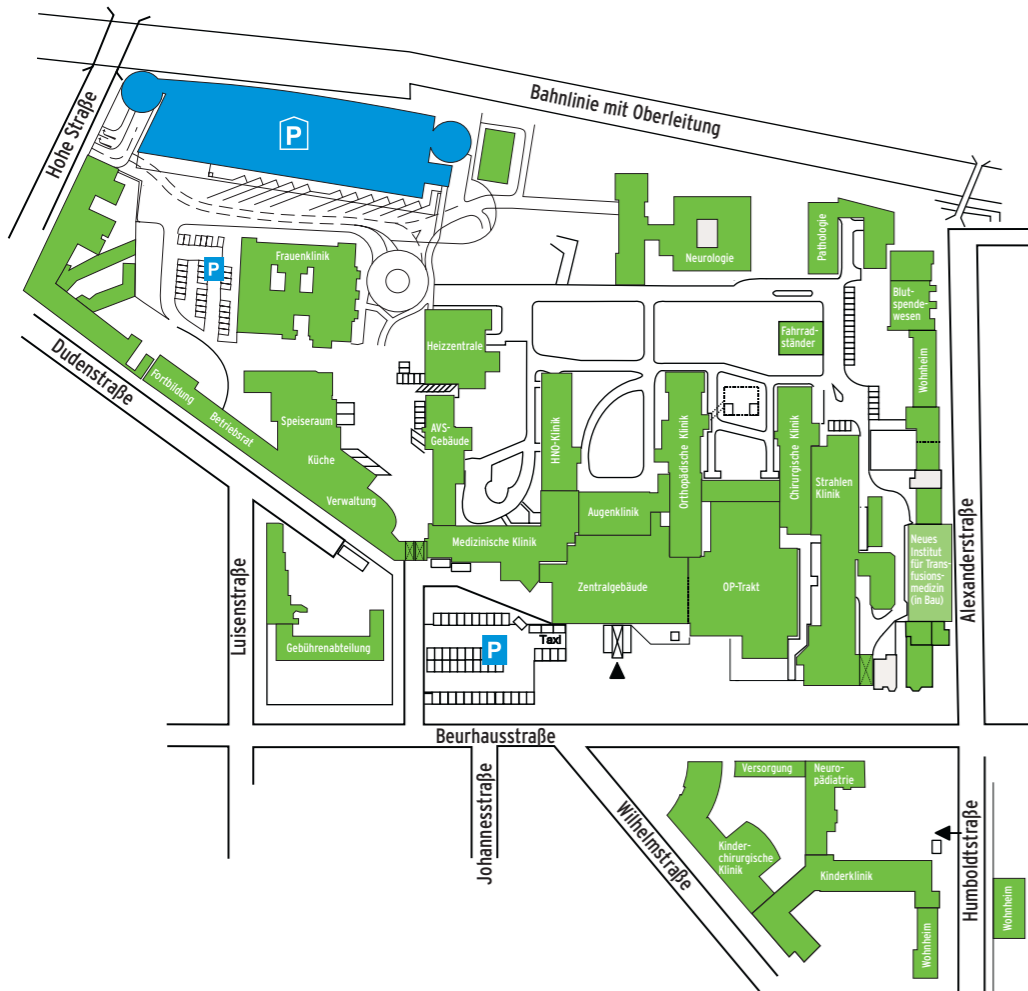 Hohe Straße
P
Bahnlinie mit Oberleitung
P
Frauenklinik
Neurologie
Pathologie
Blut-
spende-
wesen
Heizzentrale
Fahrrad-
ständer
Wohnheim
Dudenstraße
Fortbildung
Betriebsrat
Speiseraum
Küche
Verwaltung
AVS-
Gebäude
HNO-Klinik
Orthopädische Klinik
Chirurgische Klinik
Strahlen
Klinik
Augenklinik
Medizinische Klinik
Zentralgebäude
OP-Trakt
Neues
Institut
für Trans-
fusions-
medizin
(in Bau)
Alexanderstraße
Luisenstraße
Gebührenabteilung
P
Taxi
Beurhausstraße
Johannesstraße
Wilhelmstraße
Versorgung
Neuro-
pädiatrie
Kinder-
chirurgische
Klinik
Kinderklinik
Wohnheim
Humboldtstraße
Wohnheim